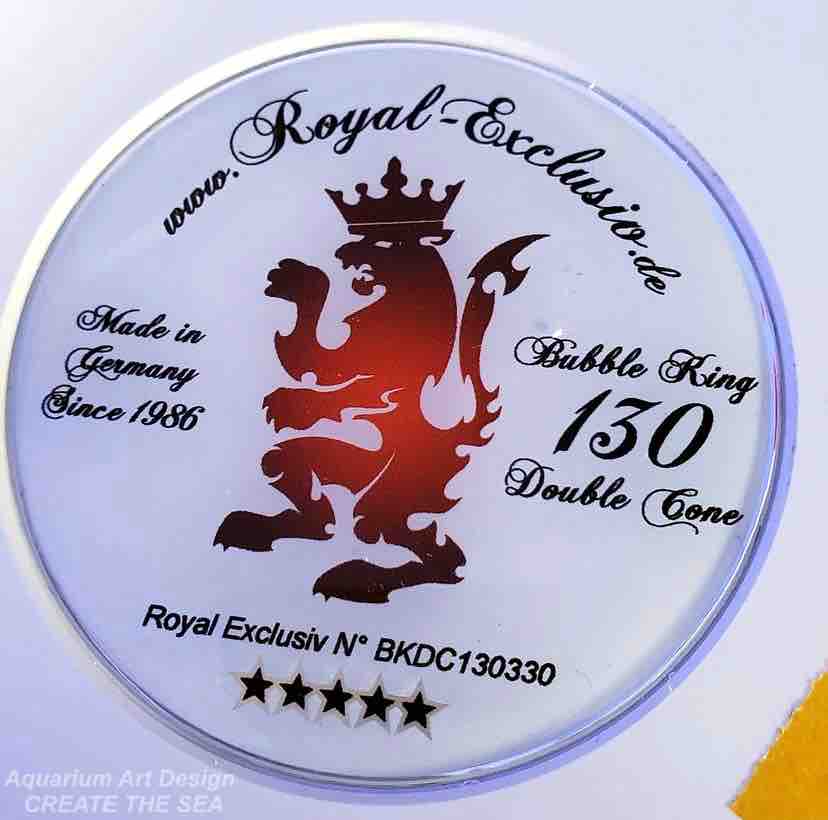 www.Royal-Exclusiv.de
Made in
Germany
Since 1986
Bubble King
130
Double Cone
Royal Exclusiv N° BKDC130330
Aquarium Art Design
CREATE THE SEA